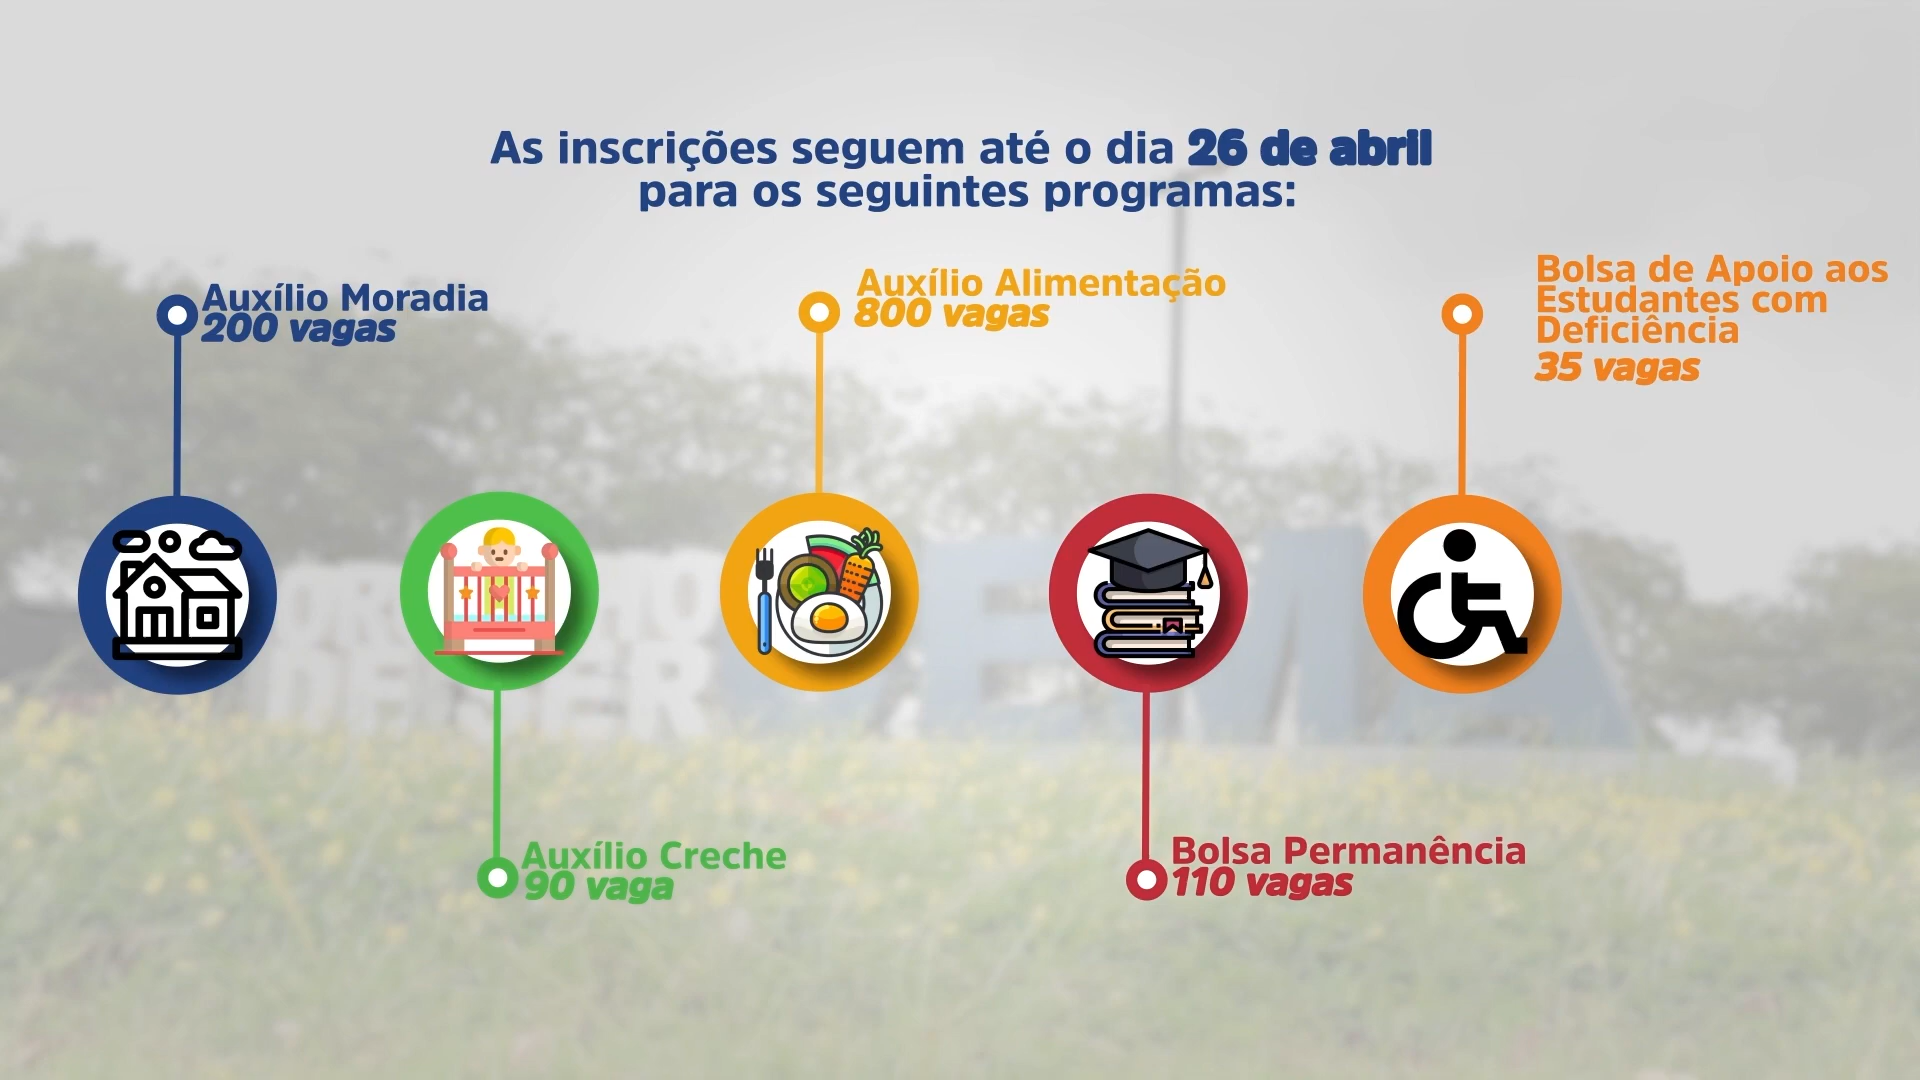 As inscrições seguem até o dia 26 de abril
para os seguintes programas:
Auxílio Moradia
200 vagas
Auxílio Creche
90 vaga
Auxílio Alimentação
800 vagas
Bolsa Permanência
110 vagas
Bolsa de Apoio aos
Estudantes com
Deficiência
35 vagas